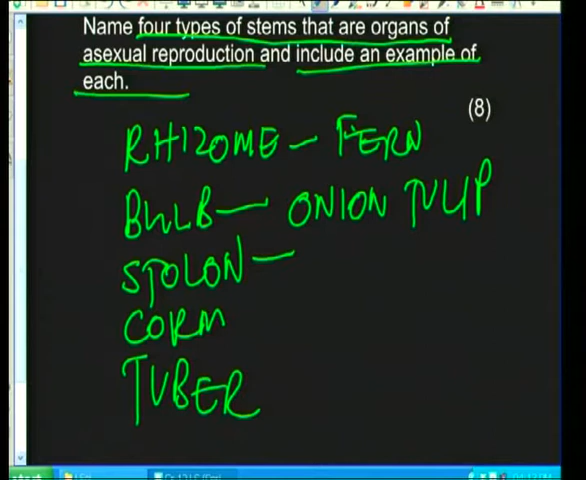 Name four types of stems that are organs of
asexual reproduction and include an example of
each.
(8)
RHIZOME – FERN
BULB – ONION TULIP
STOLON –
CORM
TUBER